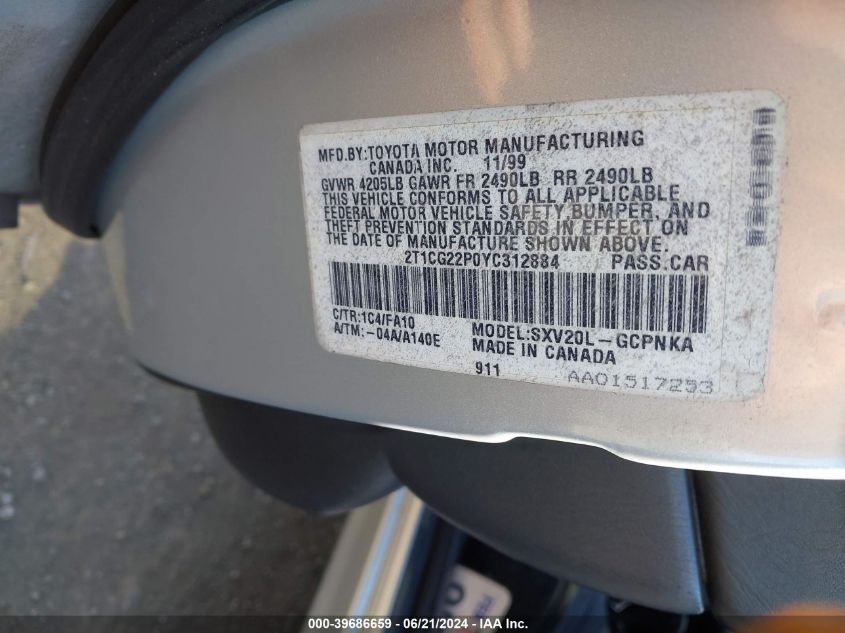 MFD.BY:TOYOTA MOTOR MANUFACTURING
CANADA INC. 11/99
GVWR 4205LB GAWR FR 2490LB RR 2490LB
THIS VEHICLE CONFORMS TO ALL APPLICABLE
FEDERAL MOTOR VEHICLE SAFETY,BUMPER, AND
THEFT PREVENTION STANDARDS IN EFFECT ON
THE DATE OF MANUFACTURE SHOWN ABOVE.
2T1CG22P0YC312884 PASS.CAR
C/TR:1C4/FA10
A/TM:-04A/A140E
MODEL:SXV20L-GCPNKA
MADE IN CANADA
911
AA01517253
000-39686659 - 06/21/2024 - IAA Inc.